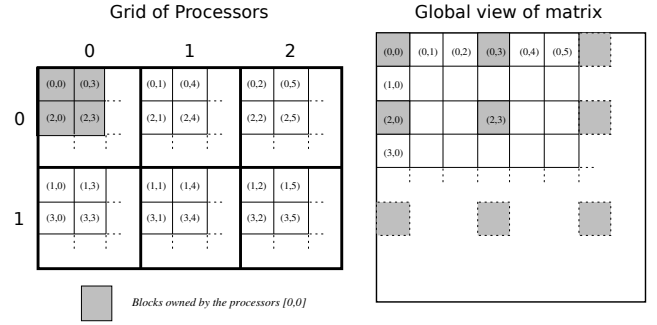 Grid of Processors
0 1 2
0
(0,0) (0,3) (0,1) (0,4) (0,2) (0,5)
(2,0) (2,3) (2,1) (2,4) (2,2) (2,5)
1
(1,0) (1,3) (1,1) (1,4) (1,2) (1,5)
(3,0) (3,3) (3,1) (3,4) (3,2) (3,5)
Blocks owned by the processors [0,0]
Global view of matrix
(0,0) (0,1) (0,2) (0,3) (0,4) (0,5)
(1,0)
(2,0) (2,3)
(3,0)